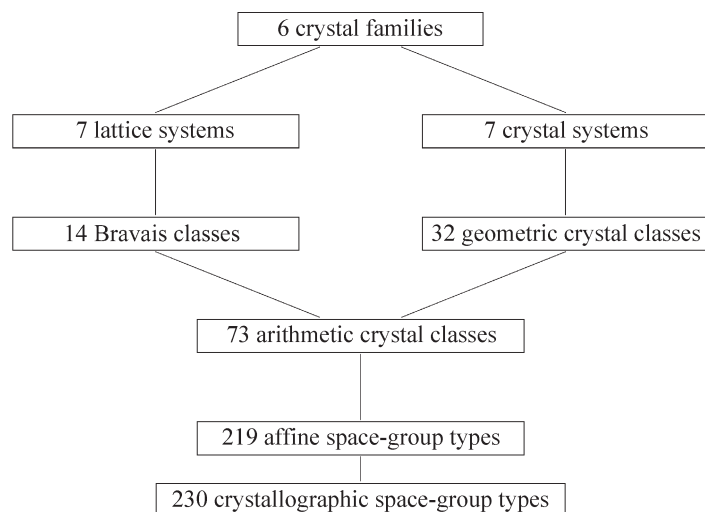 6 crystal families
7 lattice systems
7 crystal systems
14 Bravais classes
32 geometric crystal classes
73 arithmetic crystal classes
219 affine space-group types
230 crystallographic space-group types